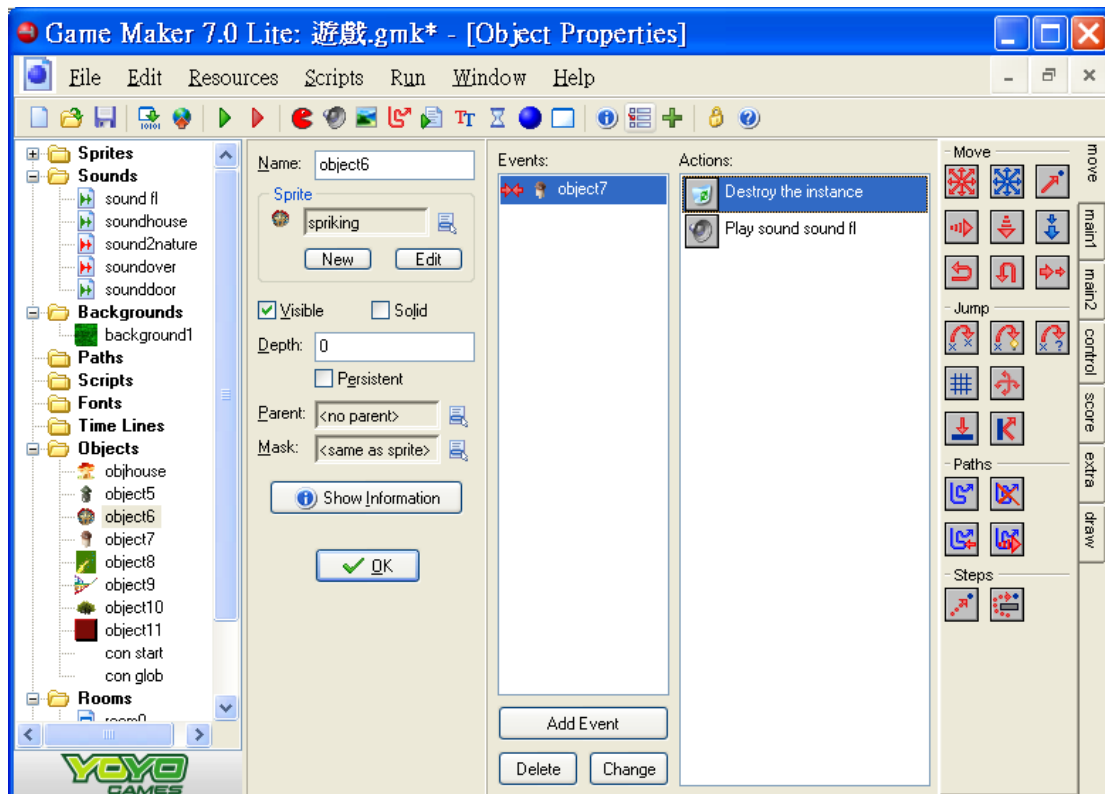 Game Maker 7.0 Lite: 遊戲.gmk* - [Object Properties]
File Edit Resources Scripts Run Window Help
Sprites
Sounds
sound fl
soundhouse
sound2nature
soundover
sounddoor
Backgrounds
background1
Paths
Scripts
Fonts
Time Lines
Objects
objhouse
object5
object6
object7
object8
object9
object10
object11
con start
con glob
Rooms
room0
YOYO
GAMES
Name: object6
Sprite
spriking
New Edit
Visible Solid
Depth: 0
Persistent
Parent: <no parent>
Mask: <same as sprite>
Show Information
OK
Events:
object7
Add Event
Delete Change
Actions:
Destroy the instance
Play sound sound fl
Move
Jump
Paths
Steps
move
main1
main2
control
score
extra
draw